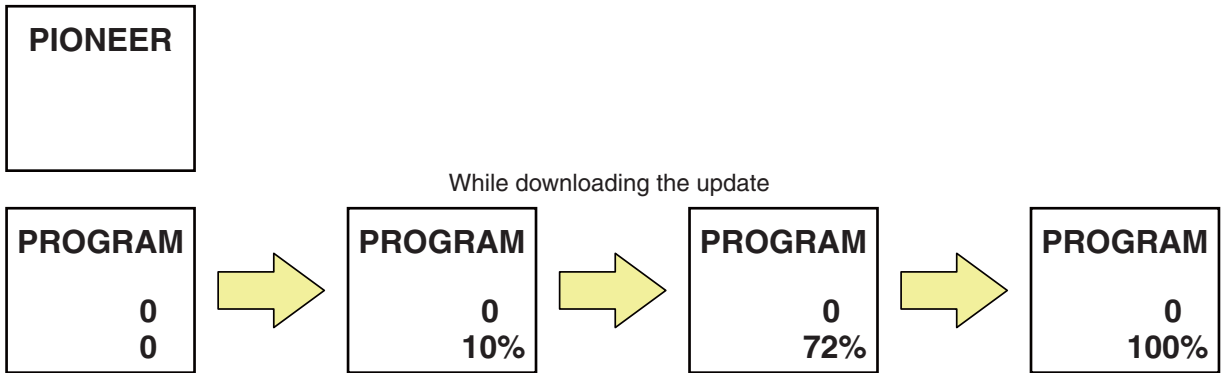 PIONEER
While downloading the update
PROGRAM
0
0
PROGRAM
0
10%
PROGRAM
0
72%
PROGRAM
0
100%